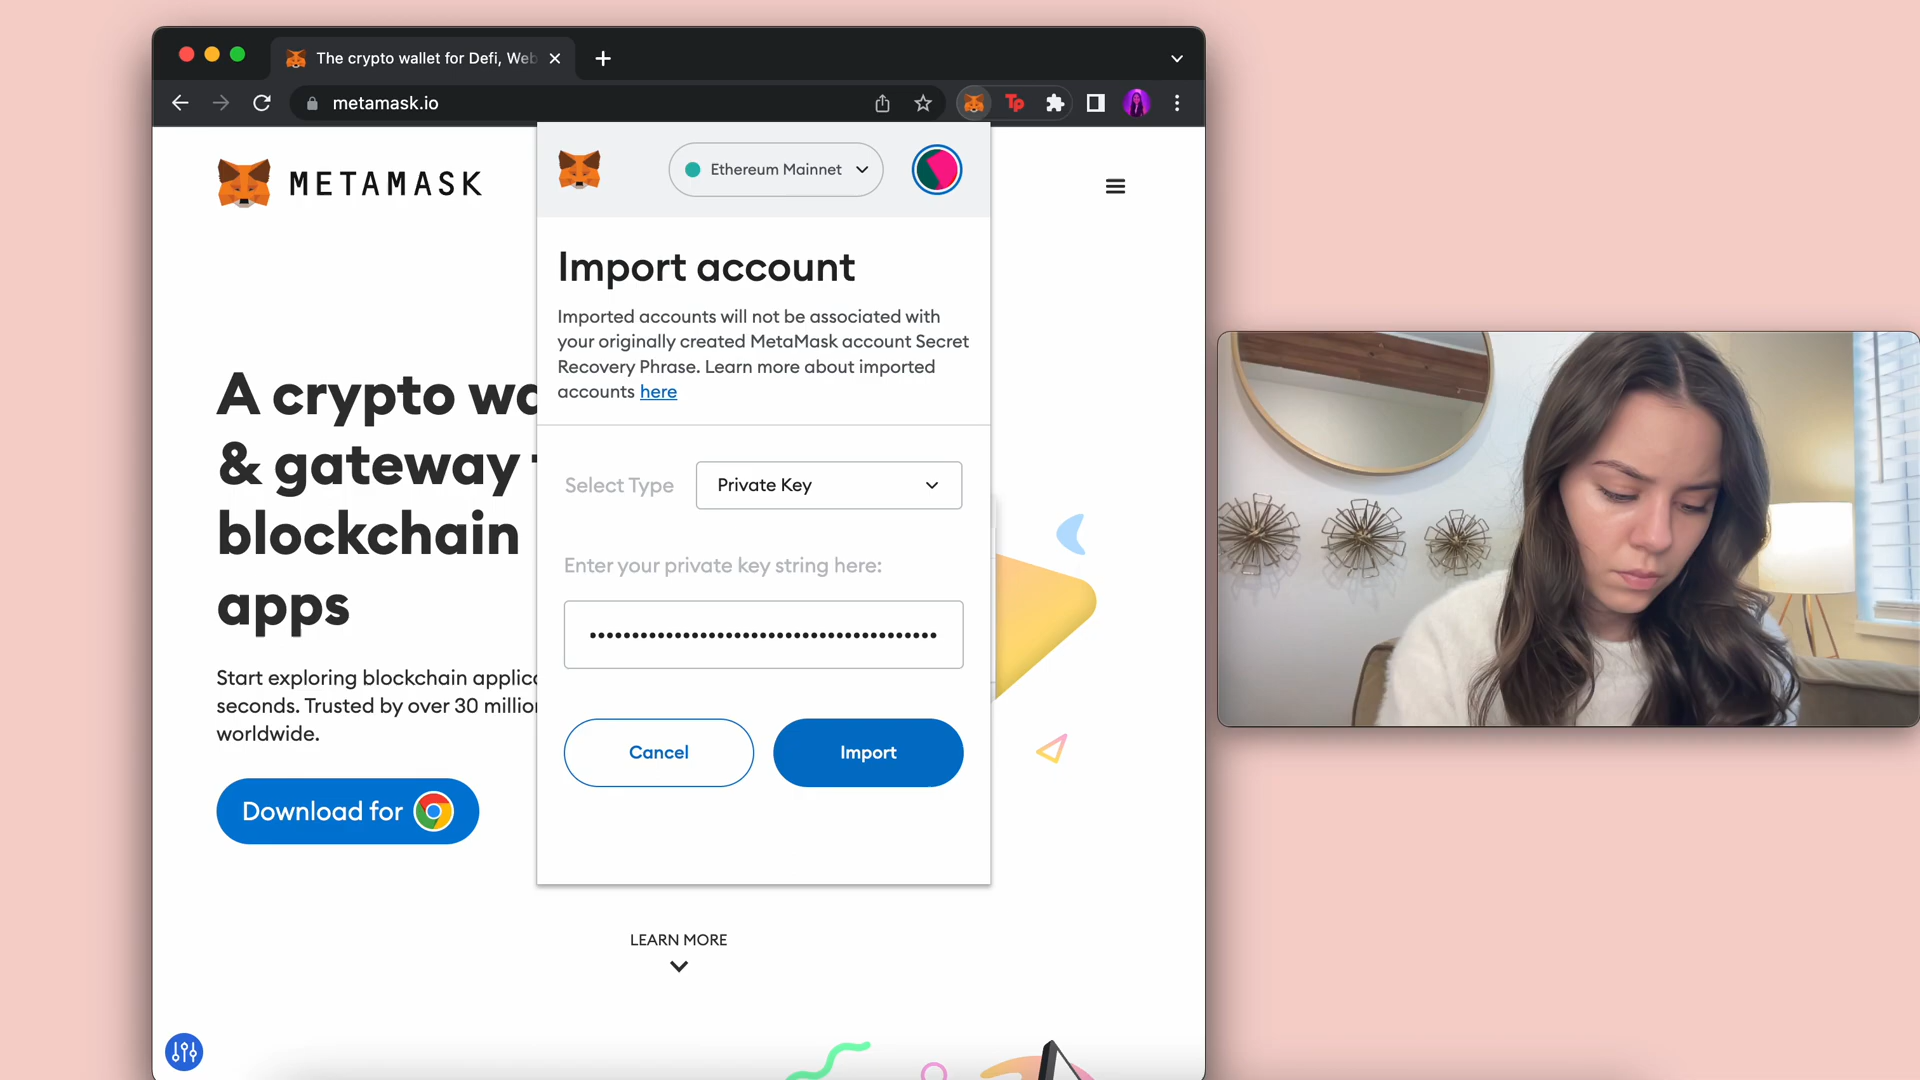 The crypto wallet for Defi, Web
metamask.io
Tp
METAMASK
Ethereum Mainnet
Import account
Imported accounts will not be associated with
your originally created MetaMask account Secret
Recovery Phrase. Learn more about imported
accounts here
A crypto wa
& gateway t
blockchain
apps
Select Type
Private Key
Enter your private key string here:
Start exploring blockchain applica
seconds. Trusted by over 30 million
worldwide.
Cancel
Import
Download for
LEARN MORE